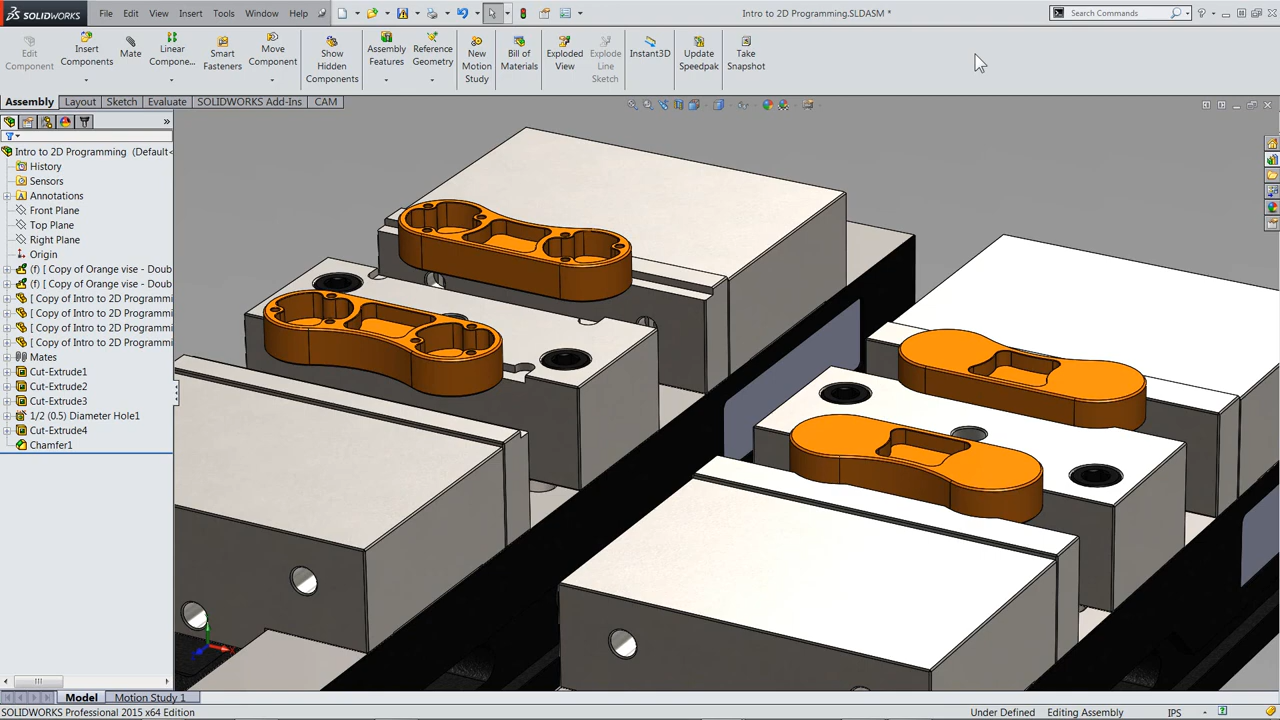 SOLIDWORKS File Edit View Insert Tools Window Help Intro to 2D Programming.SLDASM * Search Commands
Edit Component
Insert Components
Mate
Linear Compone...
Smart Fasteners
Move Component
Show Hidden Components
Assembly Features
Reference Geometry
New Motion Study
Bill of Materials
Exploded View
Explode Line Sketch
Instant3D
Update Speedpak
Take Snapshot
Assembly Layout Sketch Evaluate SOLIDWORKS Add-Ins CAM
Intro to 2D Programming (Default<
History
Sensors
Annotations
Front Plane
Top Plane
Right Plane
Origin
(f) [ Copy of Orange vise - Doub
(f) [ Copy of Orange vise - Doub
[ Copy of Intro to 2D Programmi
[ Copy of Intro to 2D Programmi
[ Copy of Intro to 2D Programmi
[ Copy of Intro to 2D Programmi
Mates
Cut-Extrude1
Cut-Extrude2
Cut-Extrude3
1/2 (0.5) Diameter Hole1
Cut-Extrude4
Chamfer1
Model Motion Study 1
SOLIDWORKS Professional 2015 x64 Edition Under Defined Editing Assembly IPS